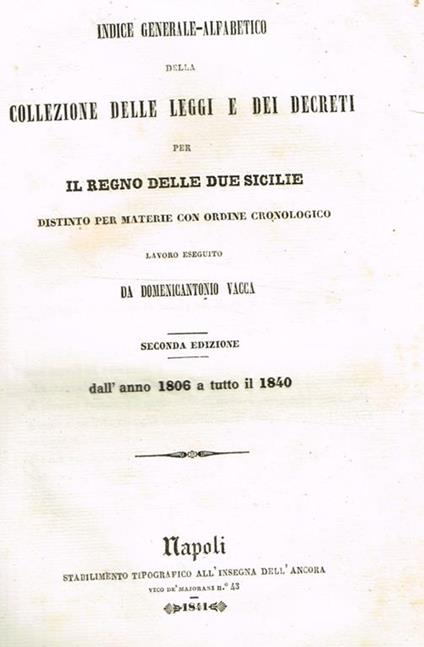 INDICE GENERALE-ALFABETICO
DELLA
COLLEZIONE DELLE LEGGI E DEI DECRETI
PER
IL REGNO DELLE DUE SICILIE
DISTINTO PER MATERIE CON ORDINE CRONOLOGICO
LAVORO ESEGUITO
DA DOMENICANTONIO VACCA
SECONDA EDIZIONE
dall' anno 1806 a tutto il 1840
Napoli
STABILIMENTO TIPOGRAFICO ALL'INSEGNA DELL'ANCORA
VICO DE' MAJORANI N.° 43
1841